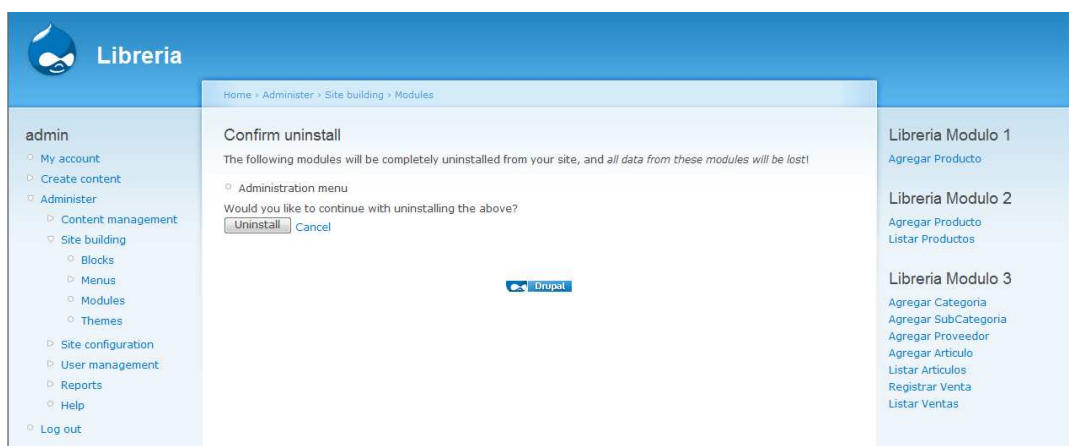 Libreria
Home › Administer › Site building › Modules
admin
My account
Create content
Administer
Content management
Site building
Blocks
Menus
Modules
Themes
Site configuration
User management
Reports
Help
Log out
Confirm uninstall
The following modules will be completely uninstalled from your site, and all data from these modules will be lost!
Administration menu
Would you like to continue with uninstalling the above?
Uninstall Cancel
Drupal
Libreria Modulo 1
Agregar Producto
Libreria Modulo 2
Agregar Producto
Listar Productos
Libreria Modulo 3
Agregar Categoria
Agregar SubCategoria
Agregar Proveedor
Agregar Articulo
Listar Articulos
Registrar Venta
Listar Ventas